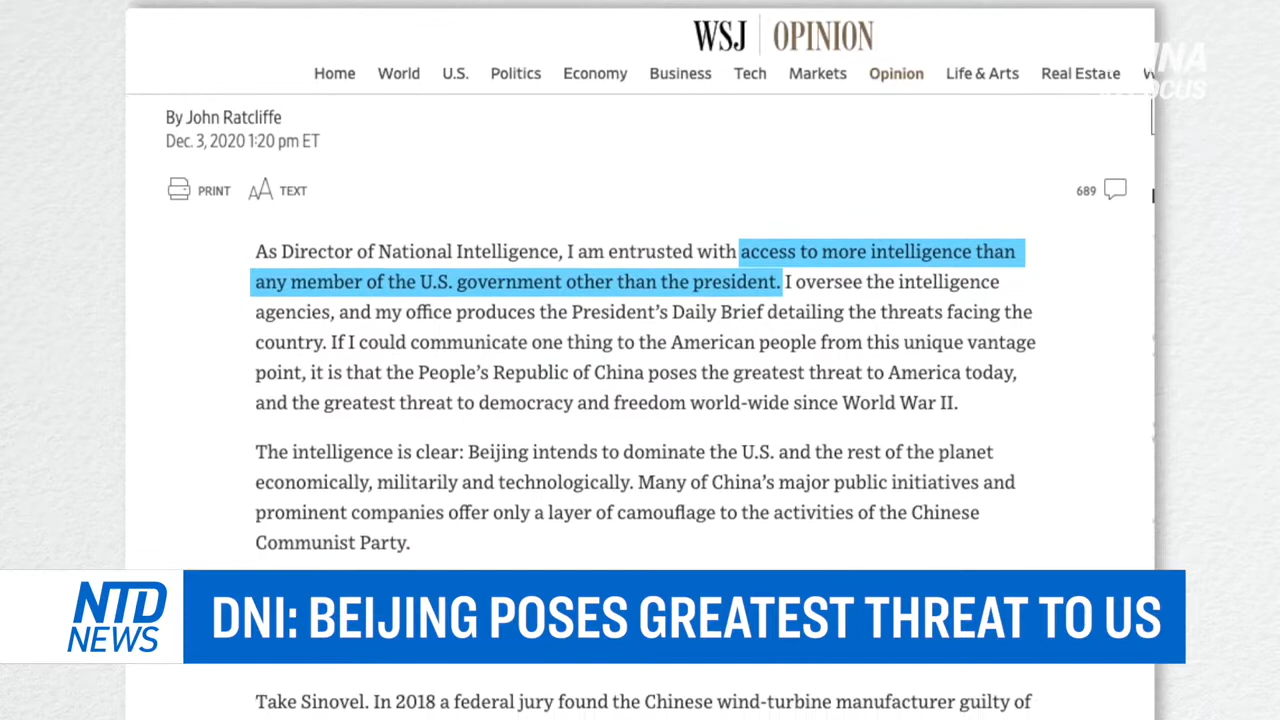 WSJ OPINION
Home World U.S. Politics Economy Business Tech Markets Opinion Life & Arts Real Estate
By John Ratcliffe
Dec. 3, 2020 1:20 pm ET
PRINT AA TEXT
689
As Director of National Intelligence, I am entrusted with access to more intelligence than
any member of the U.S. government other than the president. I oversee the intelligence
agencies, and my office produces the President's Daily Brief detailing the threats facing the
country. If I could communicate one thing to the American people from this unique vantage
point, it is that the People's Republic of China poses the greatest threat to America today,
and the greatest threat to democracy and freedom world-wide since World War II.
The intelligence is clear: Beijing intends to dominate the U.S. and the rest of the planet
economically, militarily and technologically. Many of China's major public initiatives and
prominent companies offer only a layer of camouflage to the activities of the Chinese
Communist Party.
NTD
NEWS
DNI: BEIJING POSES GREATEST THREAT TO US
Take Sinovel. In 2018 a federal jury found the Chinese wind-turbine manufacturer guilty of